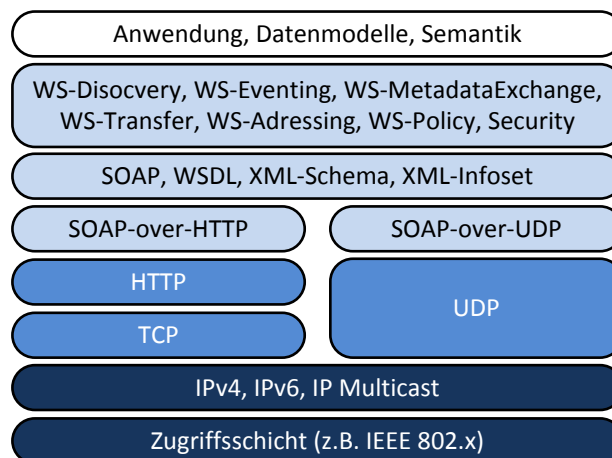 Anwendung, Datenmodelle, Semantik
WS-Disocvery, WS-Eventing, WS-MetadataExchange,
WS-Transfer, WS-Adressing, WS-Policy, Security
SOAP, WSDL, XML-Schema, XML-Infoset
SOAP-over-HTTP
SOAP-over-UDP
HTTP
UDP
TCP
IPv4, IPv6, IP Multicast
Zugriffsschicht (z.B. IEEE 802.x)